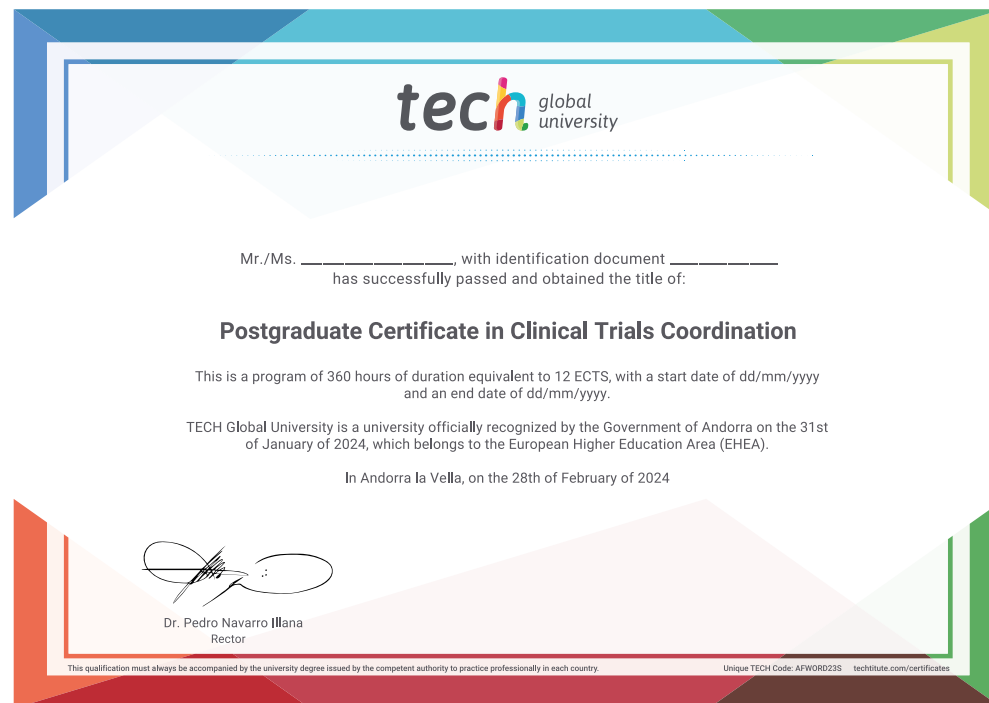 tech global university
Mr./Ms. ______________, with identification document __________
has successfully passed and obtained the title of:
Postgraduate Certificate in Clinical Trials Coordination
This is a program of 360 hours of duration equivalent to 12 ECTS, with a start date of dd/mm/yyyy
and an end date of dd/mm/yyyy.
TECH Global University is a university officially recognized by the Government of Andorra on the 31st
of January of 2024, which belongs to the European Higher Education Area (EHEA).
In Andorra la Vella, on the 28th of February of 2024
Dr. Pedro Navarro Illana
Rector
This qualification must always be accompanied by the university degree issued by the competent authority to practice professionally in each country.
Unique TECH Code: AFWORD23S techtitute.com/certificates